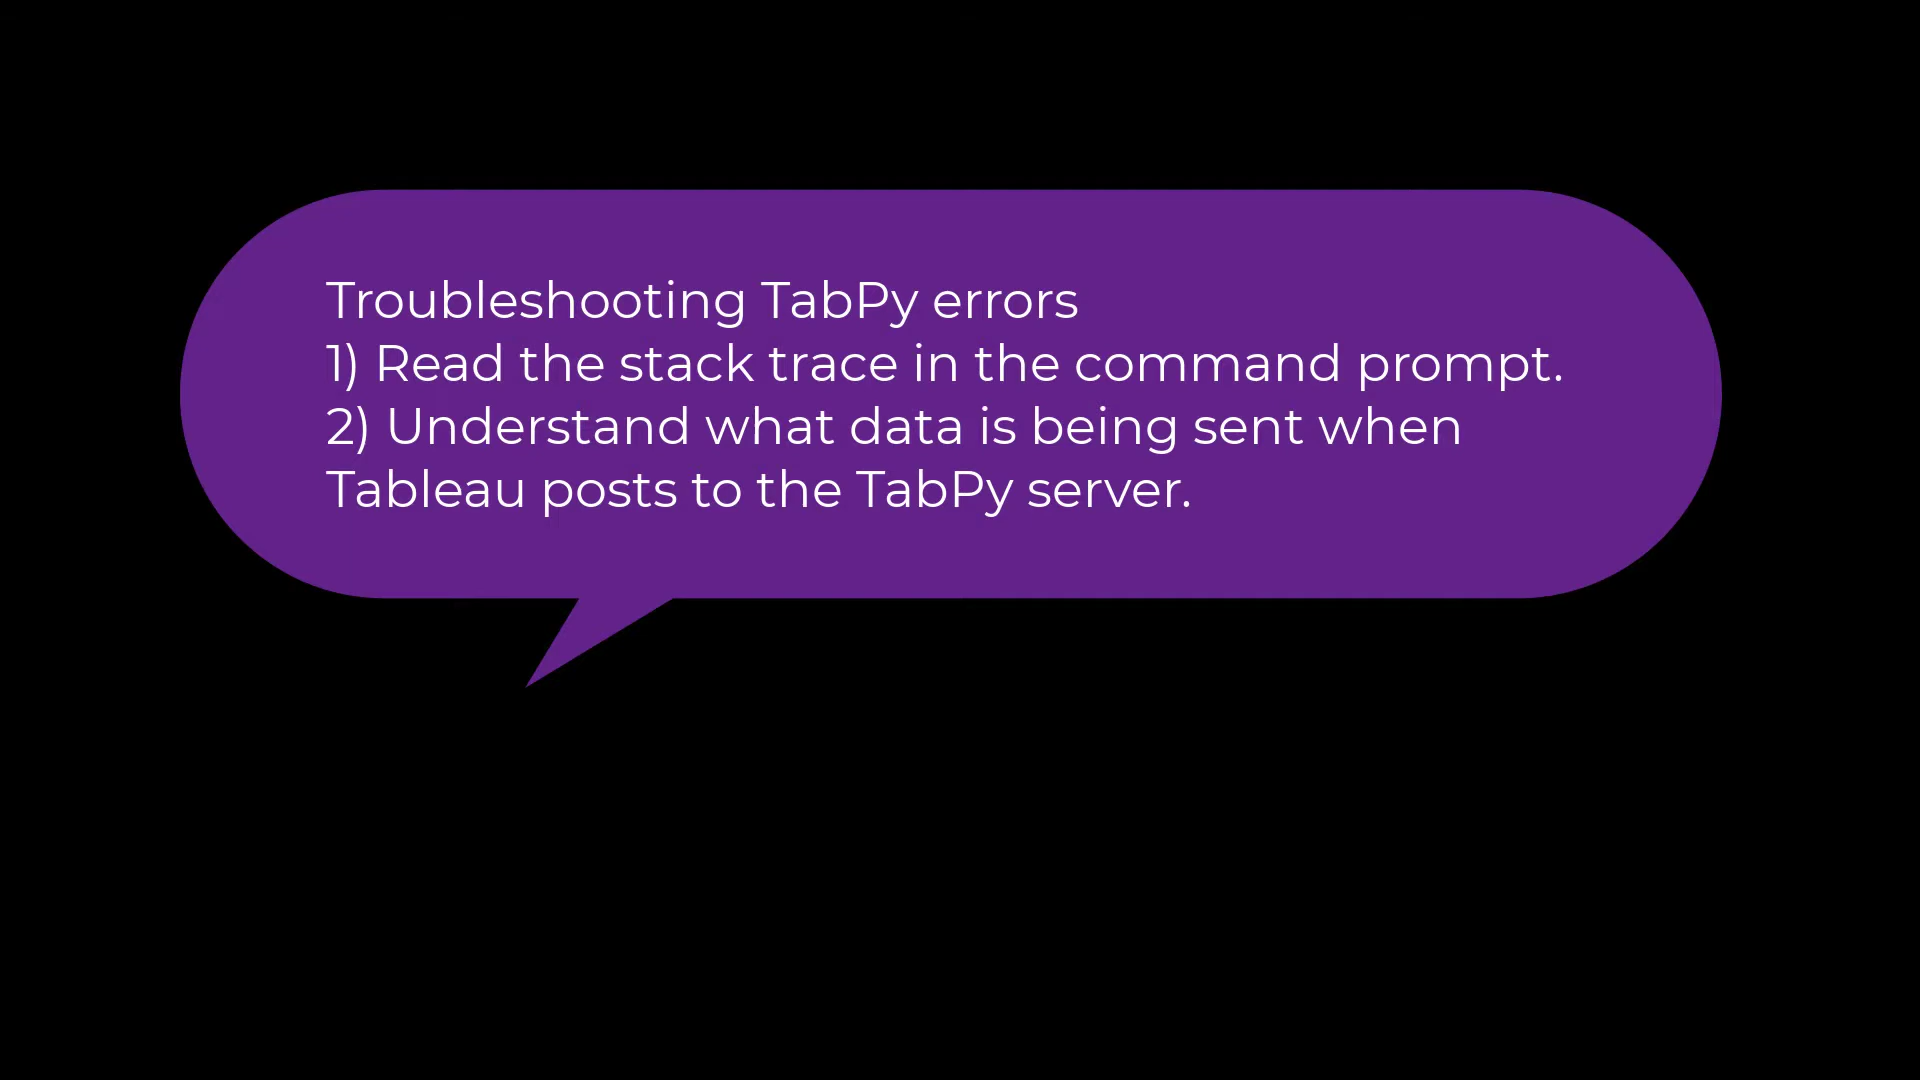 Troubleshooting TabPy errors
1) Read the stack trace in the command prompt.
2) Understand what data is being sent when
Tableau posts to the TabPy server.